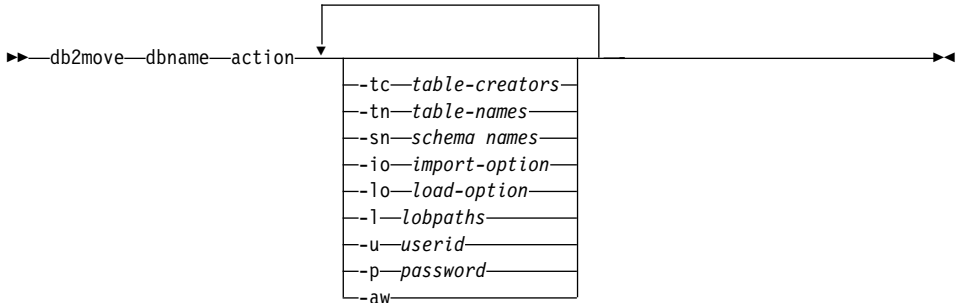 db2move dbname action
-tc table-creators
-tn table-names
-sn schema names
-io import-option
-lo load-option
-l lobpaths
-u userid
-p password
-aw